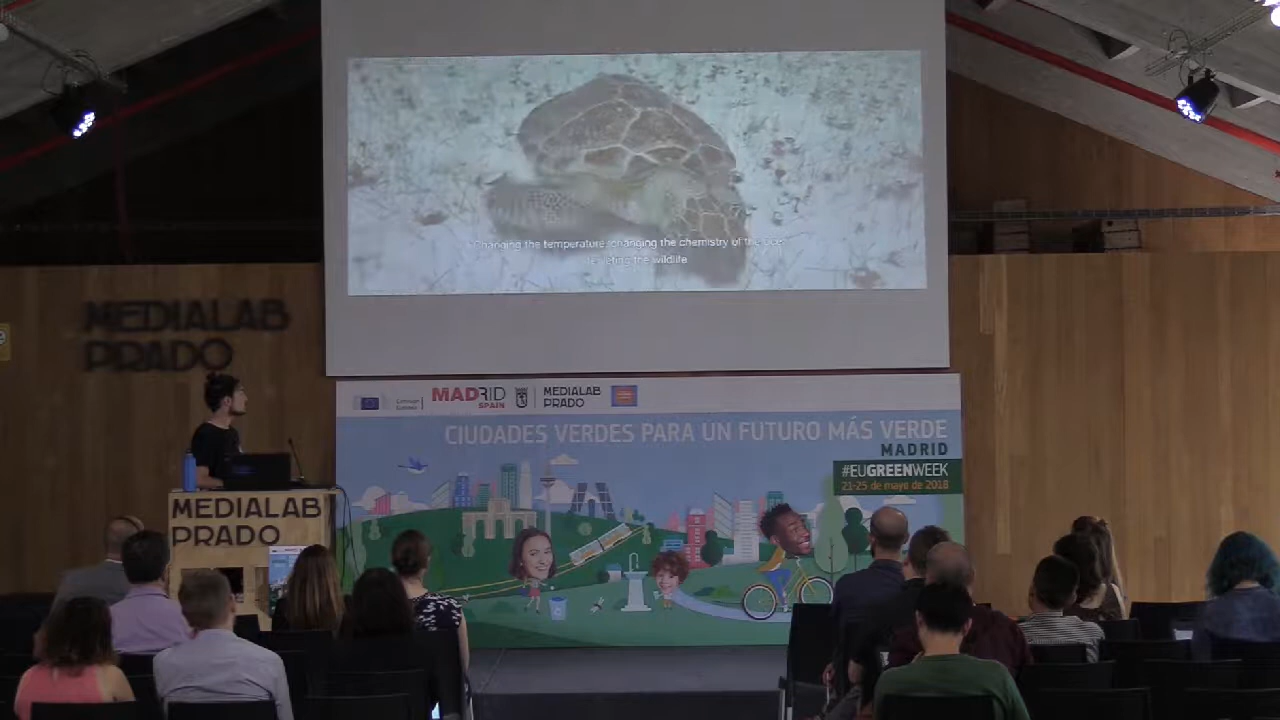 Changing the temperature, changing the chemistry of the
the wildlife
MEDIALAB
PRADO
MADRID
SPAIN
MEDIALAB
PRADO
CIUDADES VERDES PARA UN FUTURO MÁS VERDE
MADRID
#EUGREENWEEK
21-25 de mayo de 2018
MEDIALAB
PRADO